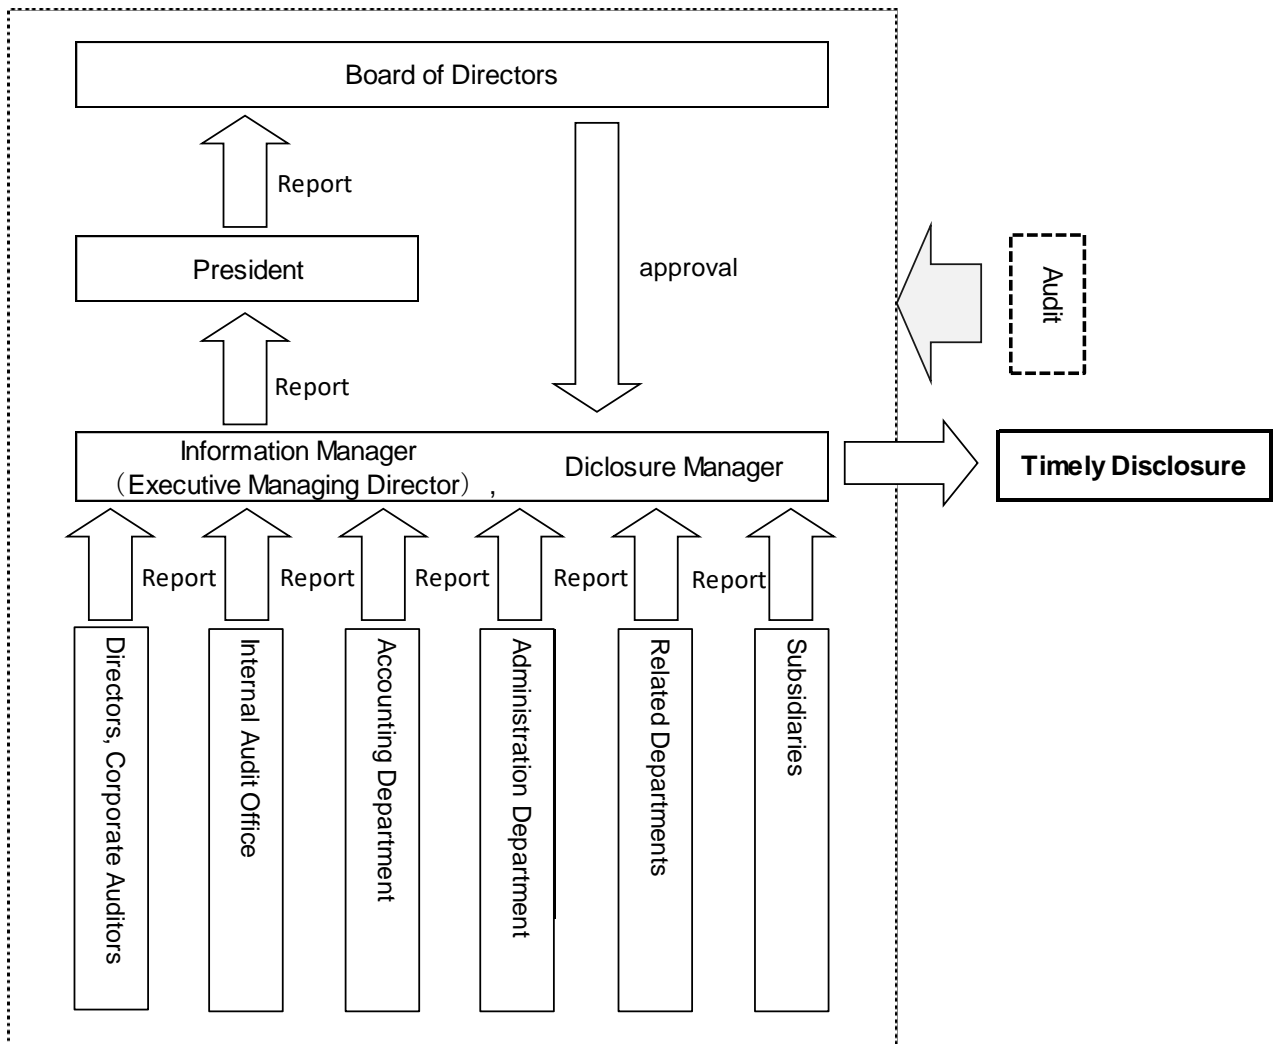 Board of Directors
Report
President
approval
Audit
Report
Information Manager
（Executive Managing Director）,
Diclosure Manager
Timely Disclosure
Report
Report
Report
Report
Report
Directors, Corporate Auditors
Internal Audit Office
Accounting Department
Administration Department
Related Departments
Subsidiaries